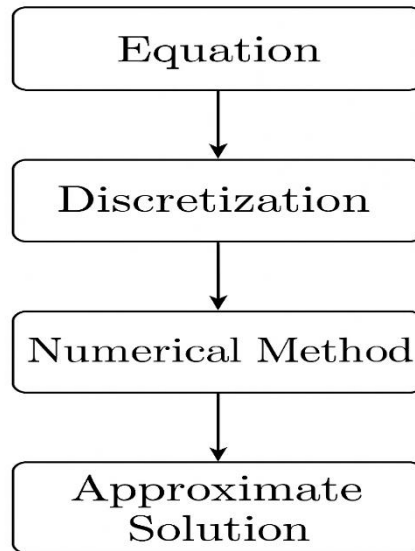 Equation
Discretization
Numerical Method
Approximate
Solution